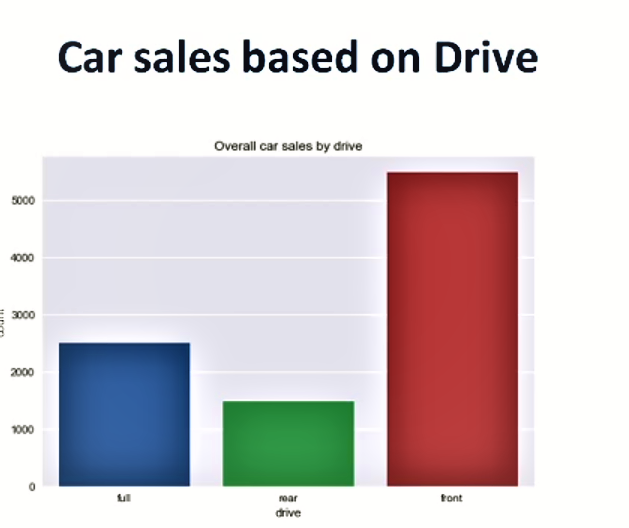 Car sales based on Drive
Overall car sales by drive
5000
4000
3000
2000
1000
0
full
rear
front
drive